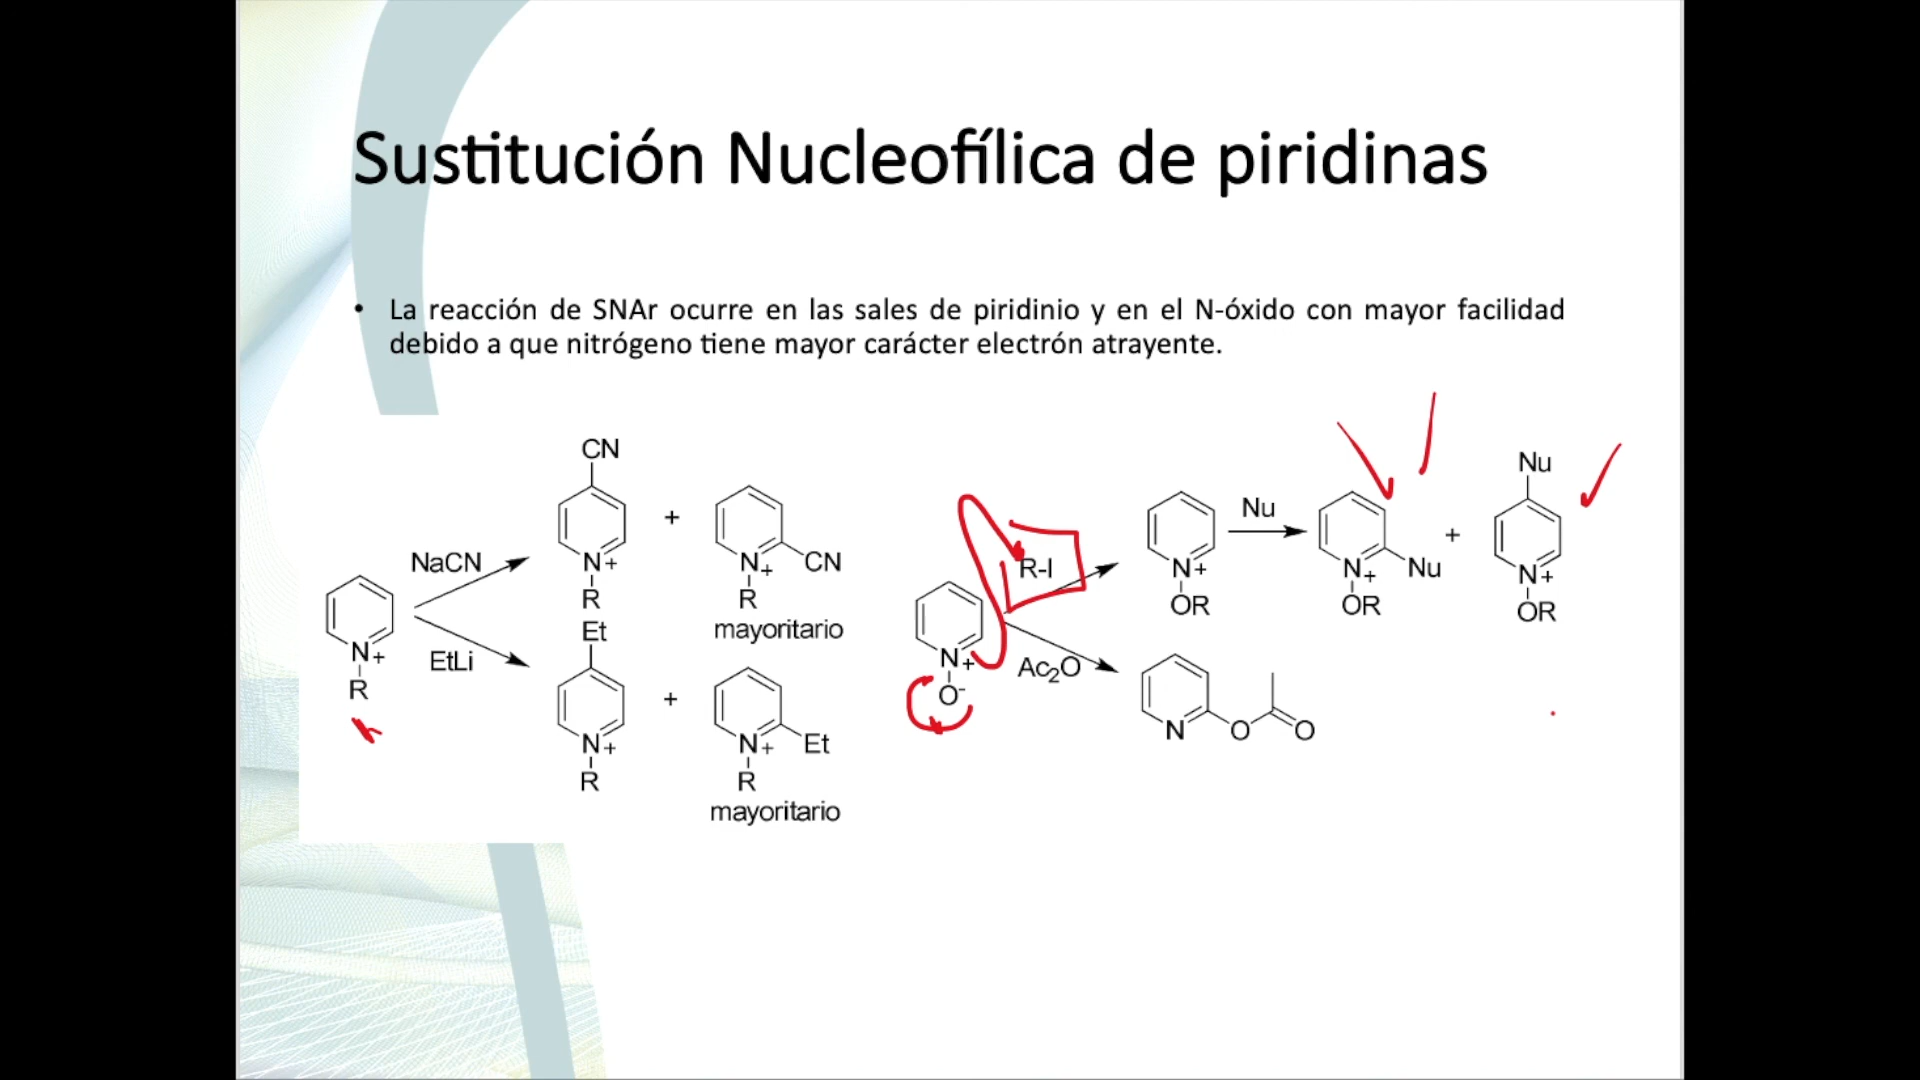 Sustitución Nucleofílica de piridinas
• La reacción de SNAr ocurre en las sales de piridinio y en el N-óxido con mayor facilidad
debido a que nitrógeno tiene mayor carácter electrón atrayente.
N+
R
NaCN
EtLi
CN
N+
R
+
N+
CN
R
mayoritario
Et
N+
R
+
N+
Et
R
mayoritario
N+
O-
R-I
Ac2O
N+
OR
Nu
N+
Nu
OR
+
Nu
N+
OR
N
O
O